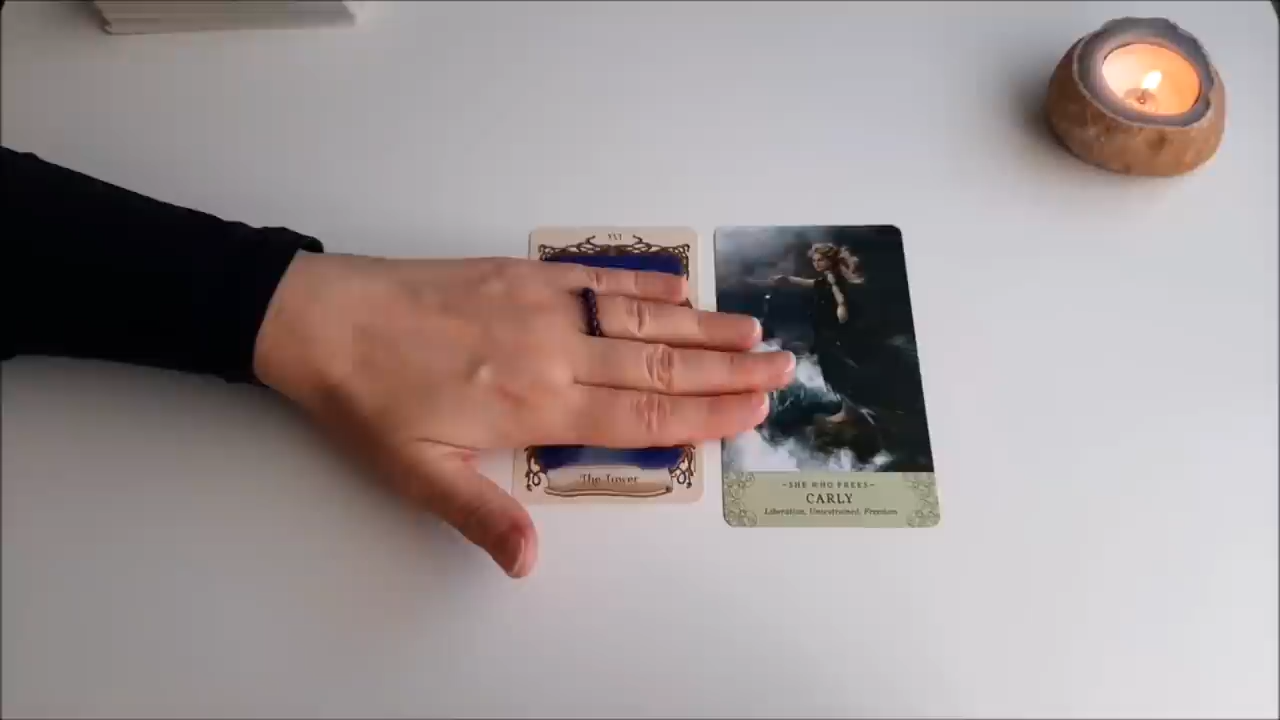 XVI
The Tower
~SHE WHO FREES~
CARLY
Liberation, Unrestrained, Freedom